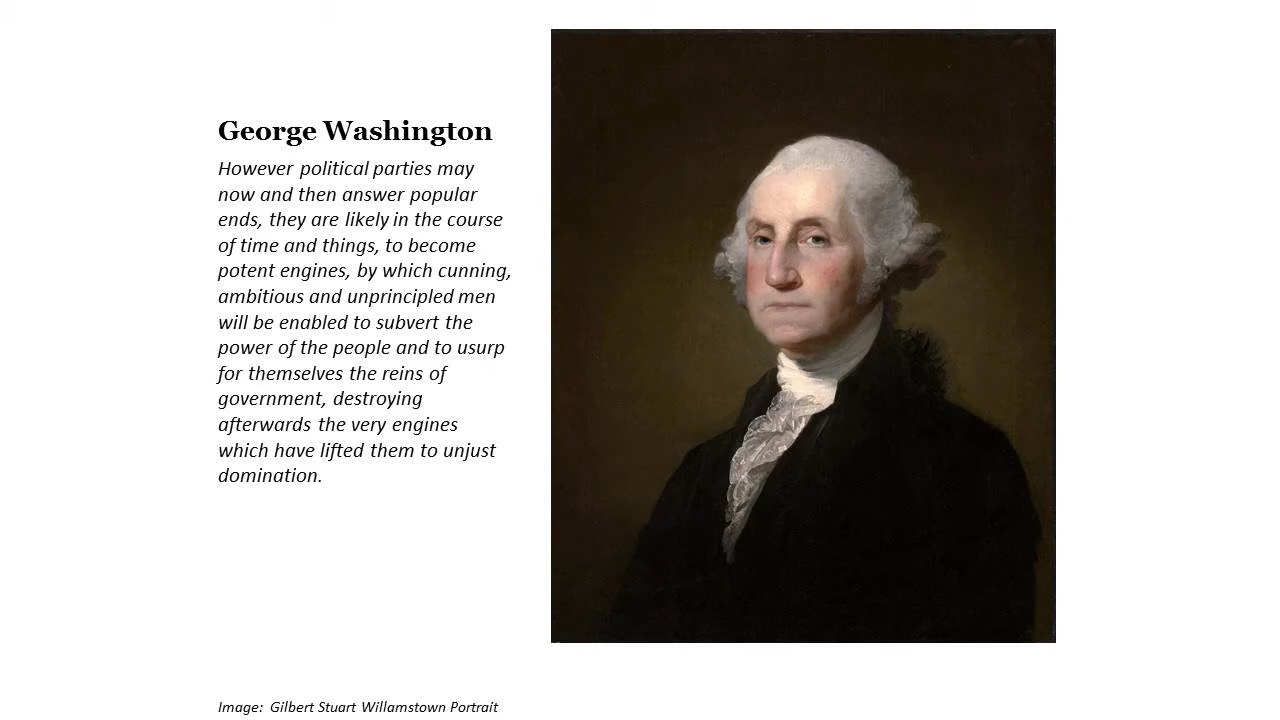 George Washington
However political parties may
now and then answer popular
ends, they are likely in the course
of time and things, to become
potent engines, by which cunning,
ambitious and unprincipled men
will be enabled to subvert the
power of the people and to usurp
for themselves the reins of
government, destroying
afterwards the very engines
which have lifted them to unjust
domination.
Image: Gilbert Stuart Willamstown Portrait